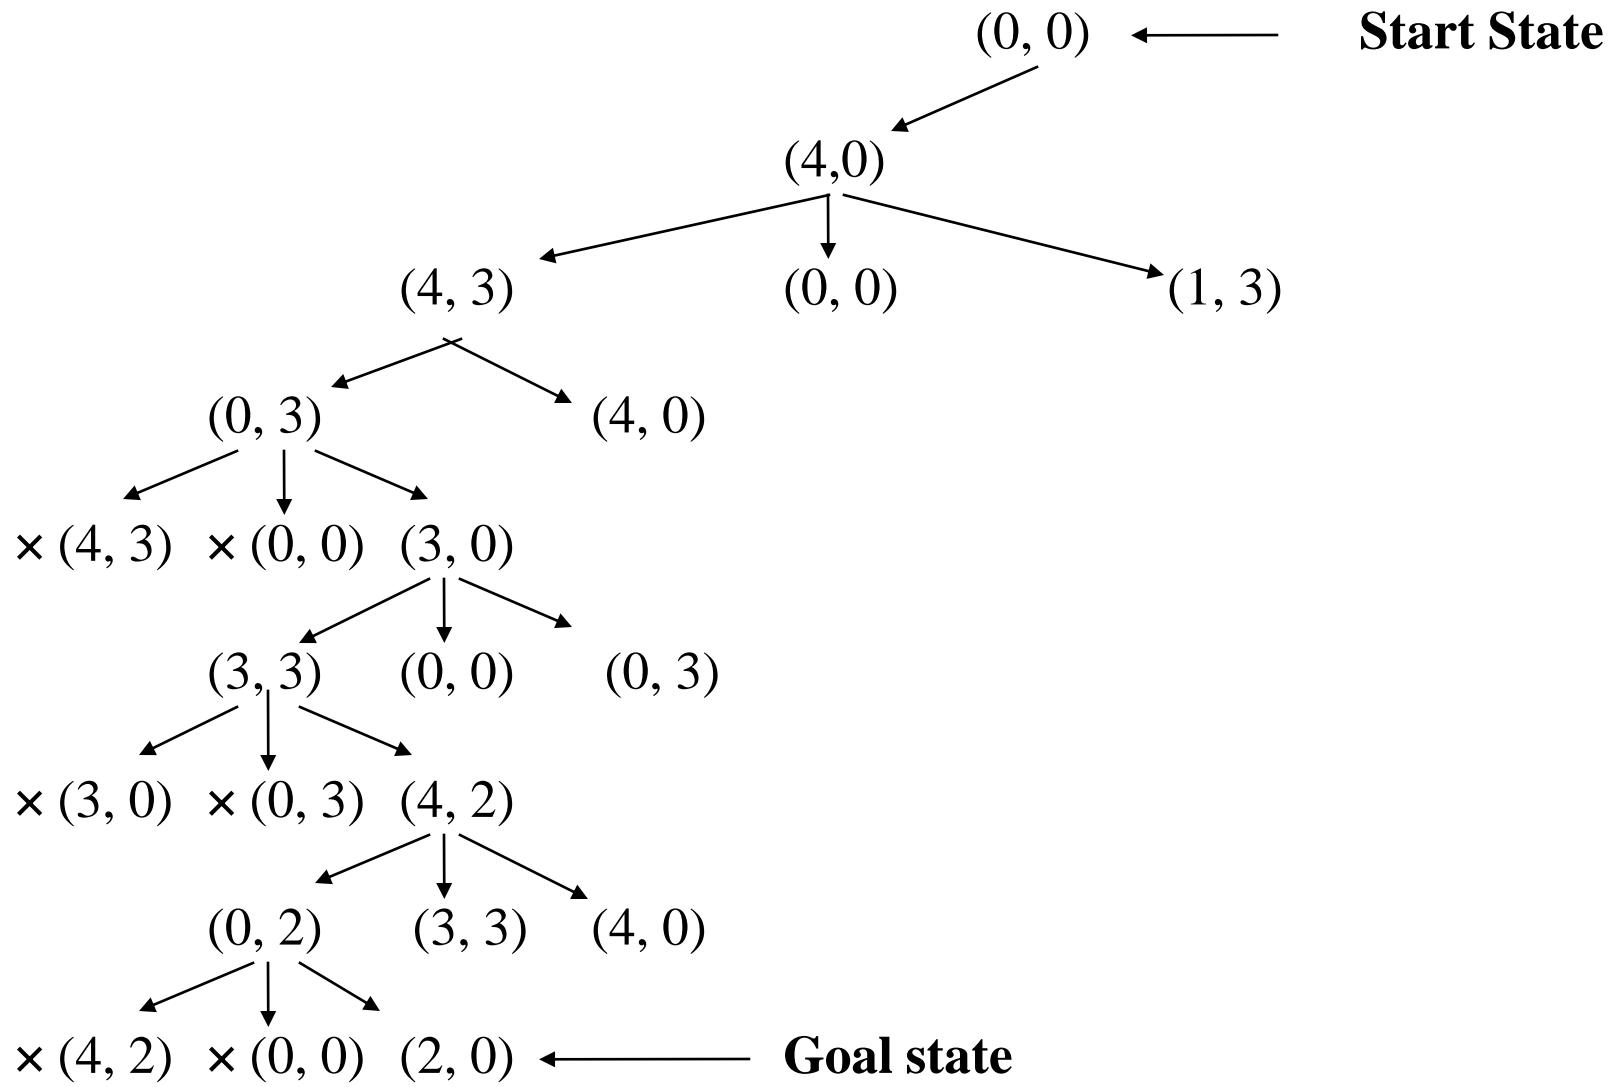 (0, 0) Start State
(4,0)
(4, 3) (0, 0) (1, 3)
(0, 3) (4, 0)
× (4, 3) × (0, 0) (3, 0)
(3, 3) (0, 0) (0, 3)
× (3, 0) × (0, 3) (4, 2)
(0, 2) (3, 3) (4, 0)
× (4, 2) × (0, 0) (2, 0) Goal state